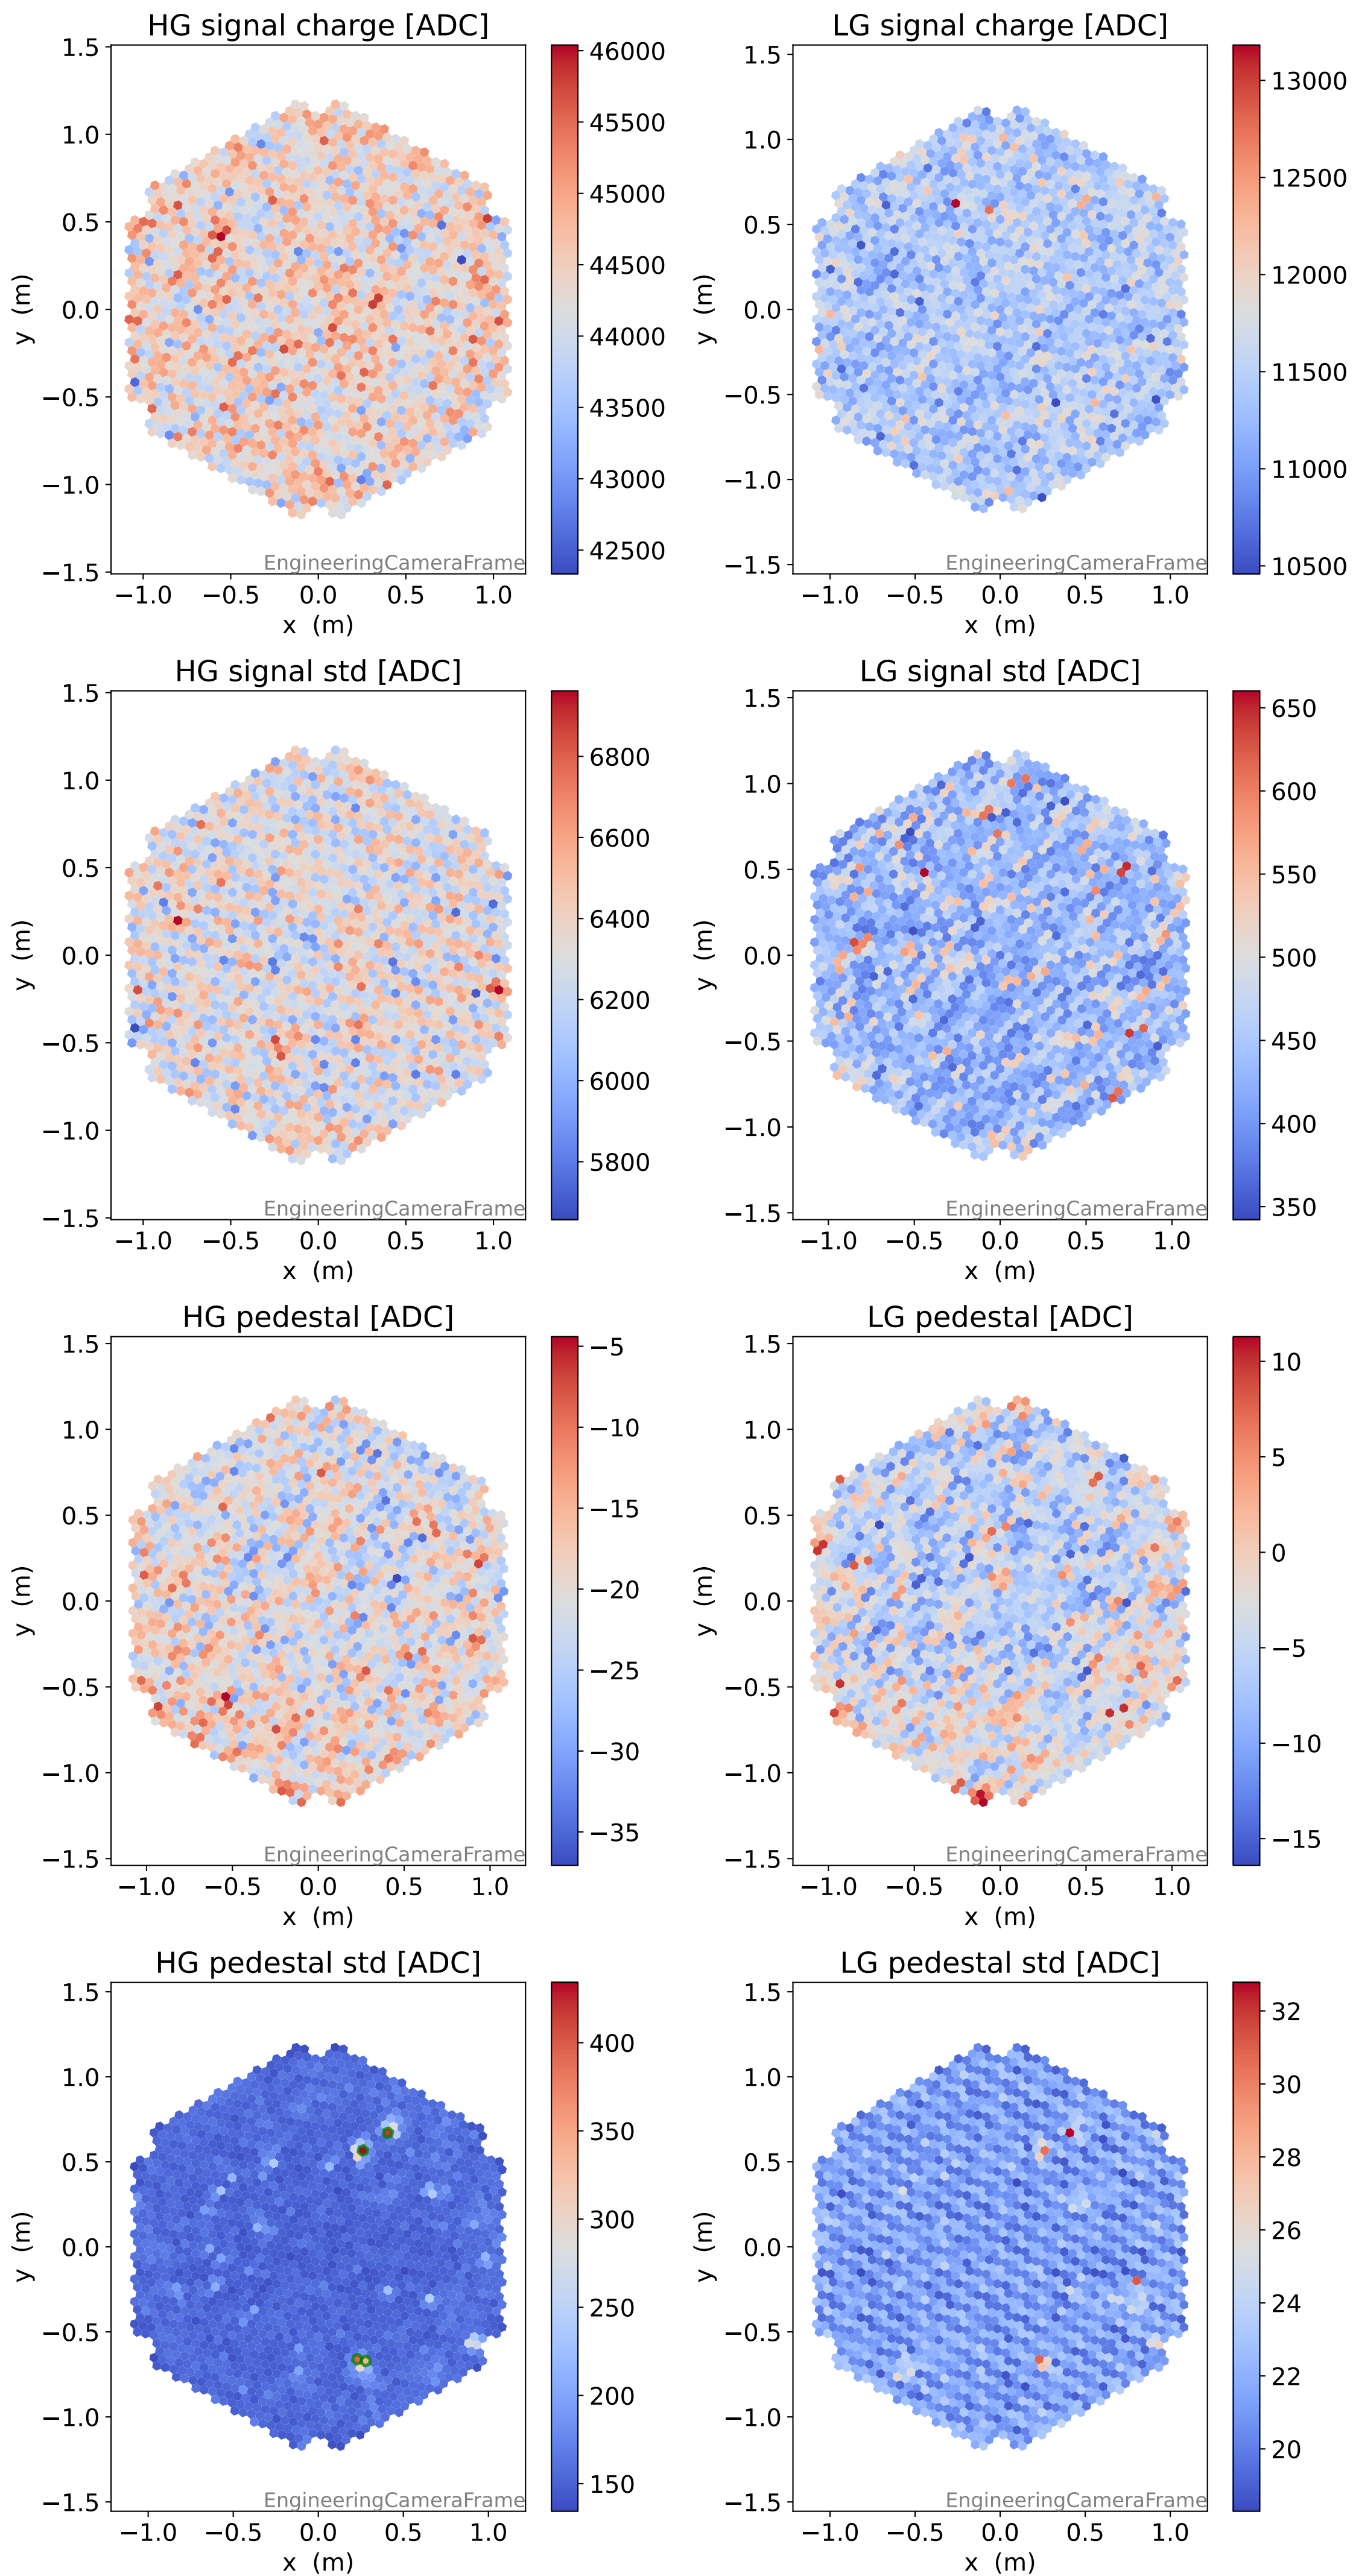 HG signal charge [ADC]
1.5
1.0
0.5
0.0
−0.5
−1.0
−1.5
y (m)
−1.0 −0.5 0.0 0.5 1.0
x (m)
EngineeringCameraFrame
46000
45500
45000
44500
44000
43500
43000
42500
LG signal charge [ADC]
1.5
1.0
0.5
0.0
−0.5
−1.0
−1.5
y (m)
−1.0 −0.5 0.0 0.5 1.0
x (m)
EngineeringCameraFrame
13000
12500
12000
11500
11000
10500
HG signal std [ADC]
1.5
1.0
0.5
0.0
−0.5
−1.0
−1.5
y (m)
−1.0 −0.5 0.0 0.5 1.0
x (m)
EngineeringCameraFrame
6800
6600
6400
6200
6000
5800
LG signal std [ADC]
1.5
1.0
0.5
0.0
−0.5
−1.0
−1.5
y (m)
−1.0 −0.5 0.0 0.5 1.0
x (m)
EngineeringCameraFrame
650
600
550
500
450
400
350
HG pedestal [ADC]
1.5
1.0
0.5
0.0
−0.5
−1.0
−1.5
y (m)
−1.0 −0.5 0.0 0.5 1.0
x (m)
EngineeringCameraFrame
−5
−10
−15
−20
−25
−30
−35
LG pedestal [ADC]
1.5
1.0
0.5
0.0
−0.5
−1.0
−1.5
y (m)
−1.0 −0.5 0.0 0.5 1.0
x (m)
EngineeringCameraFrame
10
5
0
−5
−10
−15
HG pedestal std [ADC]
1.5
1.0
0.5
0.0
−0.5
−1.0
−1.5
y (m)
−1.0 −0.5 0.0 0.5 1.0
x (m)
EngineeringCameraFrame
400
350
300
250
200
150
LG pedestal std [ADC]
1.5
1.0
0.5
0.0
−0.5
−1.0
−1.5
y (m)
−1.0 −0.5 0.0 0.5 1.0
x (m)
EngineeringCameraFrame
32
30
28
26
24
22
20